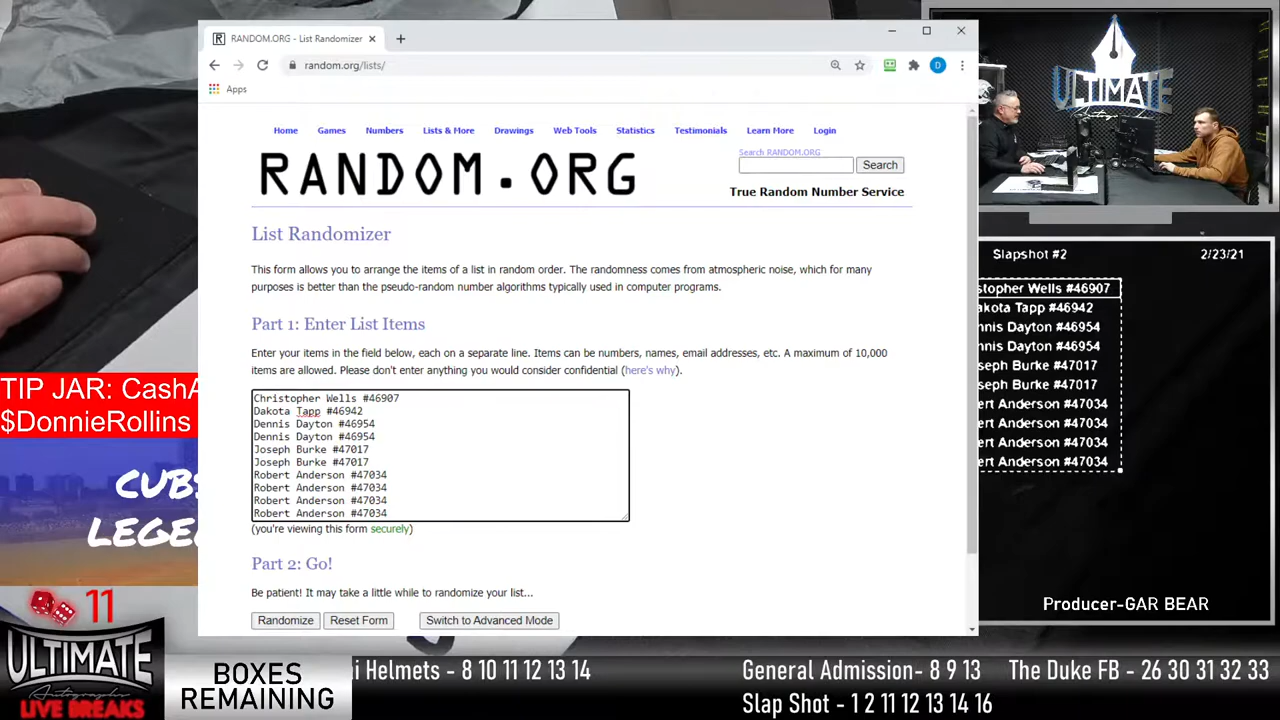 RANDOM.ORG - List Randomizer
random.org/lists/
D
Apps
Home Games Numbers Lists & More Drawings Web Tools Statistics Testimonials Learn More Login
RANDOM.ORG
Search RANDOM.ORG
Search
True Random Number Service
List Randomizer
This form allows you to arrange the items of a list in random order. The randomness comes from atmospheric noise, which for many
purposes is better than the pseudo-random number algorithms typically used in computer programs.
Part 1: Enter List Items
Enter your items in the field below, each on a separate line. Items can be numbers, names, email addresses, etc. A maximum of 10,000
items are allowed. Please don't enter anything you would consider confidential (here's why).
Christopher Wells #46907
Dakota Tapp #46942
Dennis Dayton #46954
Dennis Dayton #46954
Joseph Burke #47017
Joseph Burke #47017
Robert Anderson #47034
Robert Anderson #47034
Robert Anderson #47034
Robert Anderson #47034
(you're viewing this form securely)
Part 2: Go!
Be patient! It may take a little while to randomize your list...
Randomize Reset Form Switch to Advanced Mode
ULTIMATE
Slapshot #2 2/23/21
stopher Wells #46907
akota Tapp #46942
nnis Dayton #46954
nnis Dayton #46954
seph Burke #47017
seph Burke #47017
ert Anderson #47034
ert Anderson #47034
ert Anderson #47034
ert Anderson #47034
Producer-GAR BEAR
TIP JAR: CashA
$DonnieRollins
CUBS
LEGE
11
ULTIMATE
Autographs
LIVE BREAKS
BOXES
REMAINING
ni Helmets - 8 10 11 12 13 14
General Admission- 8 9 13
The Duke FB - 26 30 31 32 33
Slap Shot - 1 2 11 12 13 14 16